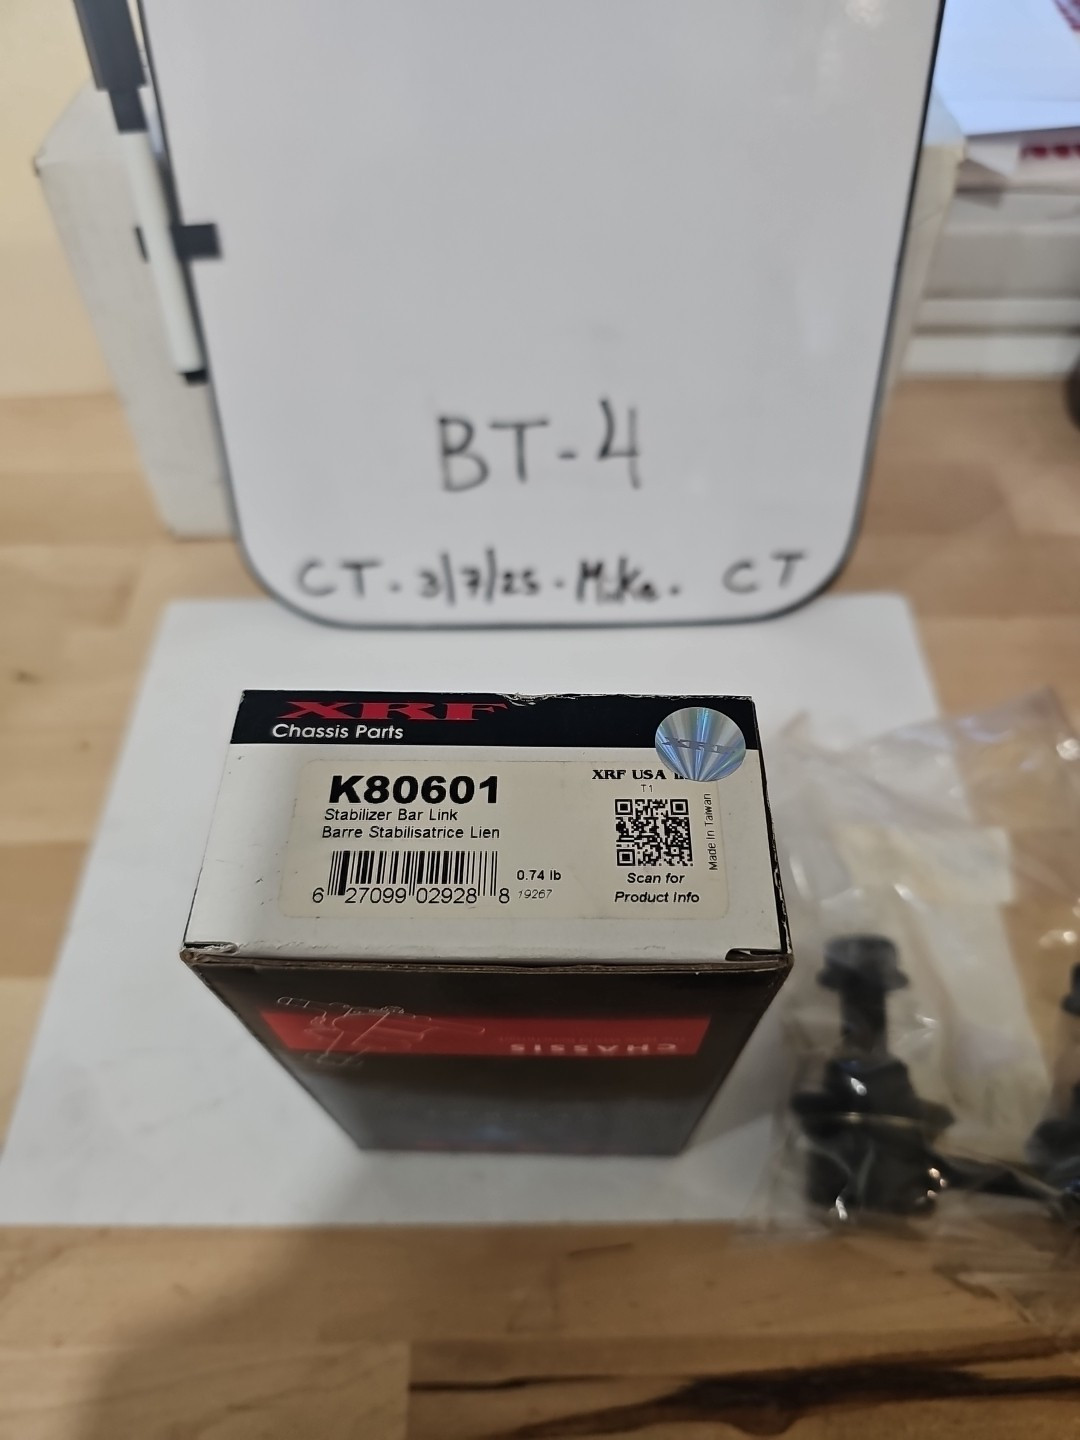 BT-4
CT. 3/7/25 - Mike. CT
XRF
Chassis Parts
XRF
K80601
Stabilizer Bar Link
Barre Stabilisatrice Lien
6 27099 02928 8
0.74 lb
19267
XRF USA
T1
Made In Taiwan
Scan for
Product Info
CHASSIS